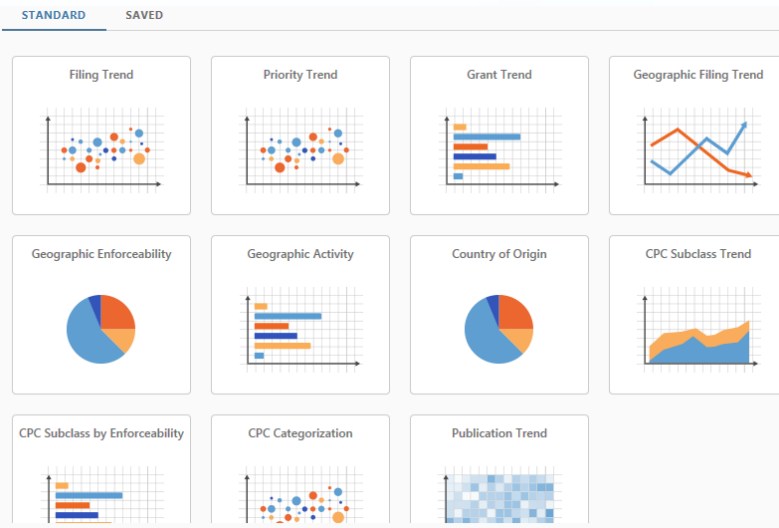 STANDARD SAVED
Filing Trend
Priority Trend
Grant Trend
Geographic Filing Trend
Geographic Enforceability
Geographic Activity
Country of Origin
CPC Subclass Trend
CPC Subclass by Enforceability
CPC Categorization
Publication Trend